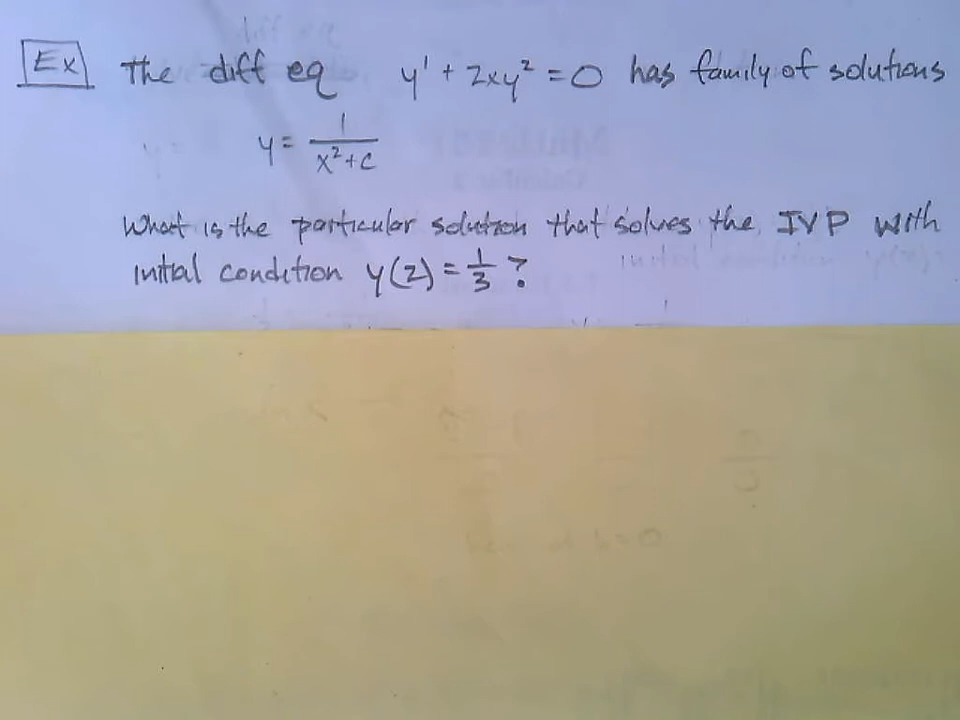 Ex The diff eq y' + 2xy² = 0 has family of solutions
y = 1/(x²+c)
What is the particular solution that solves the IVP with
initial condition y(2) = 1/3 ?